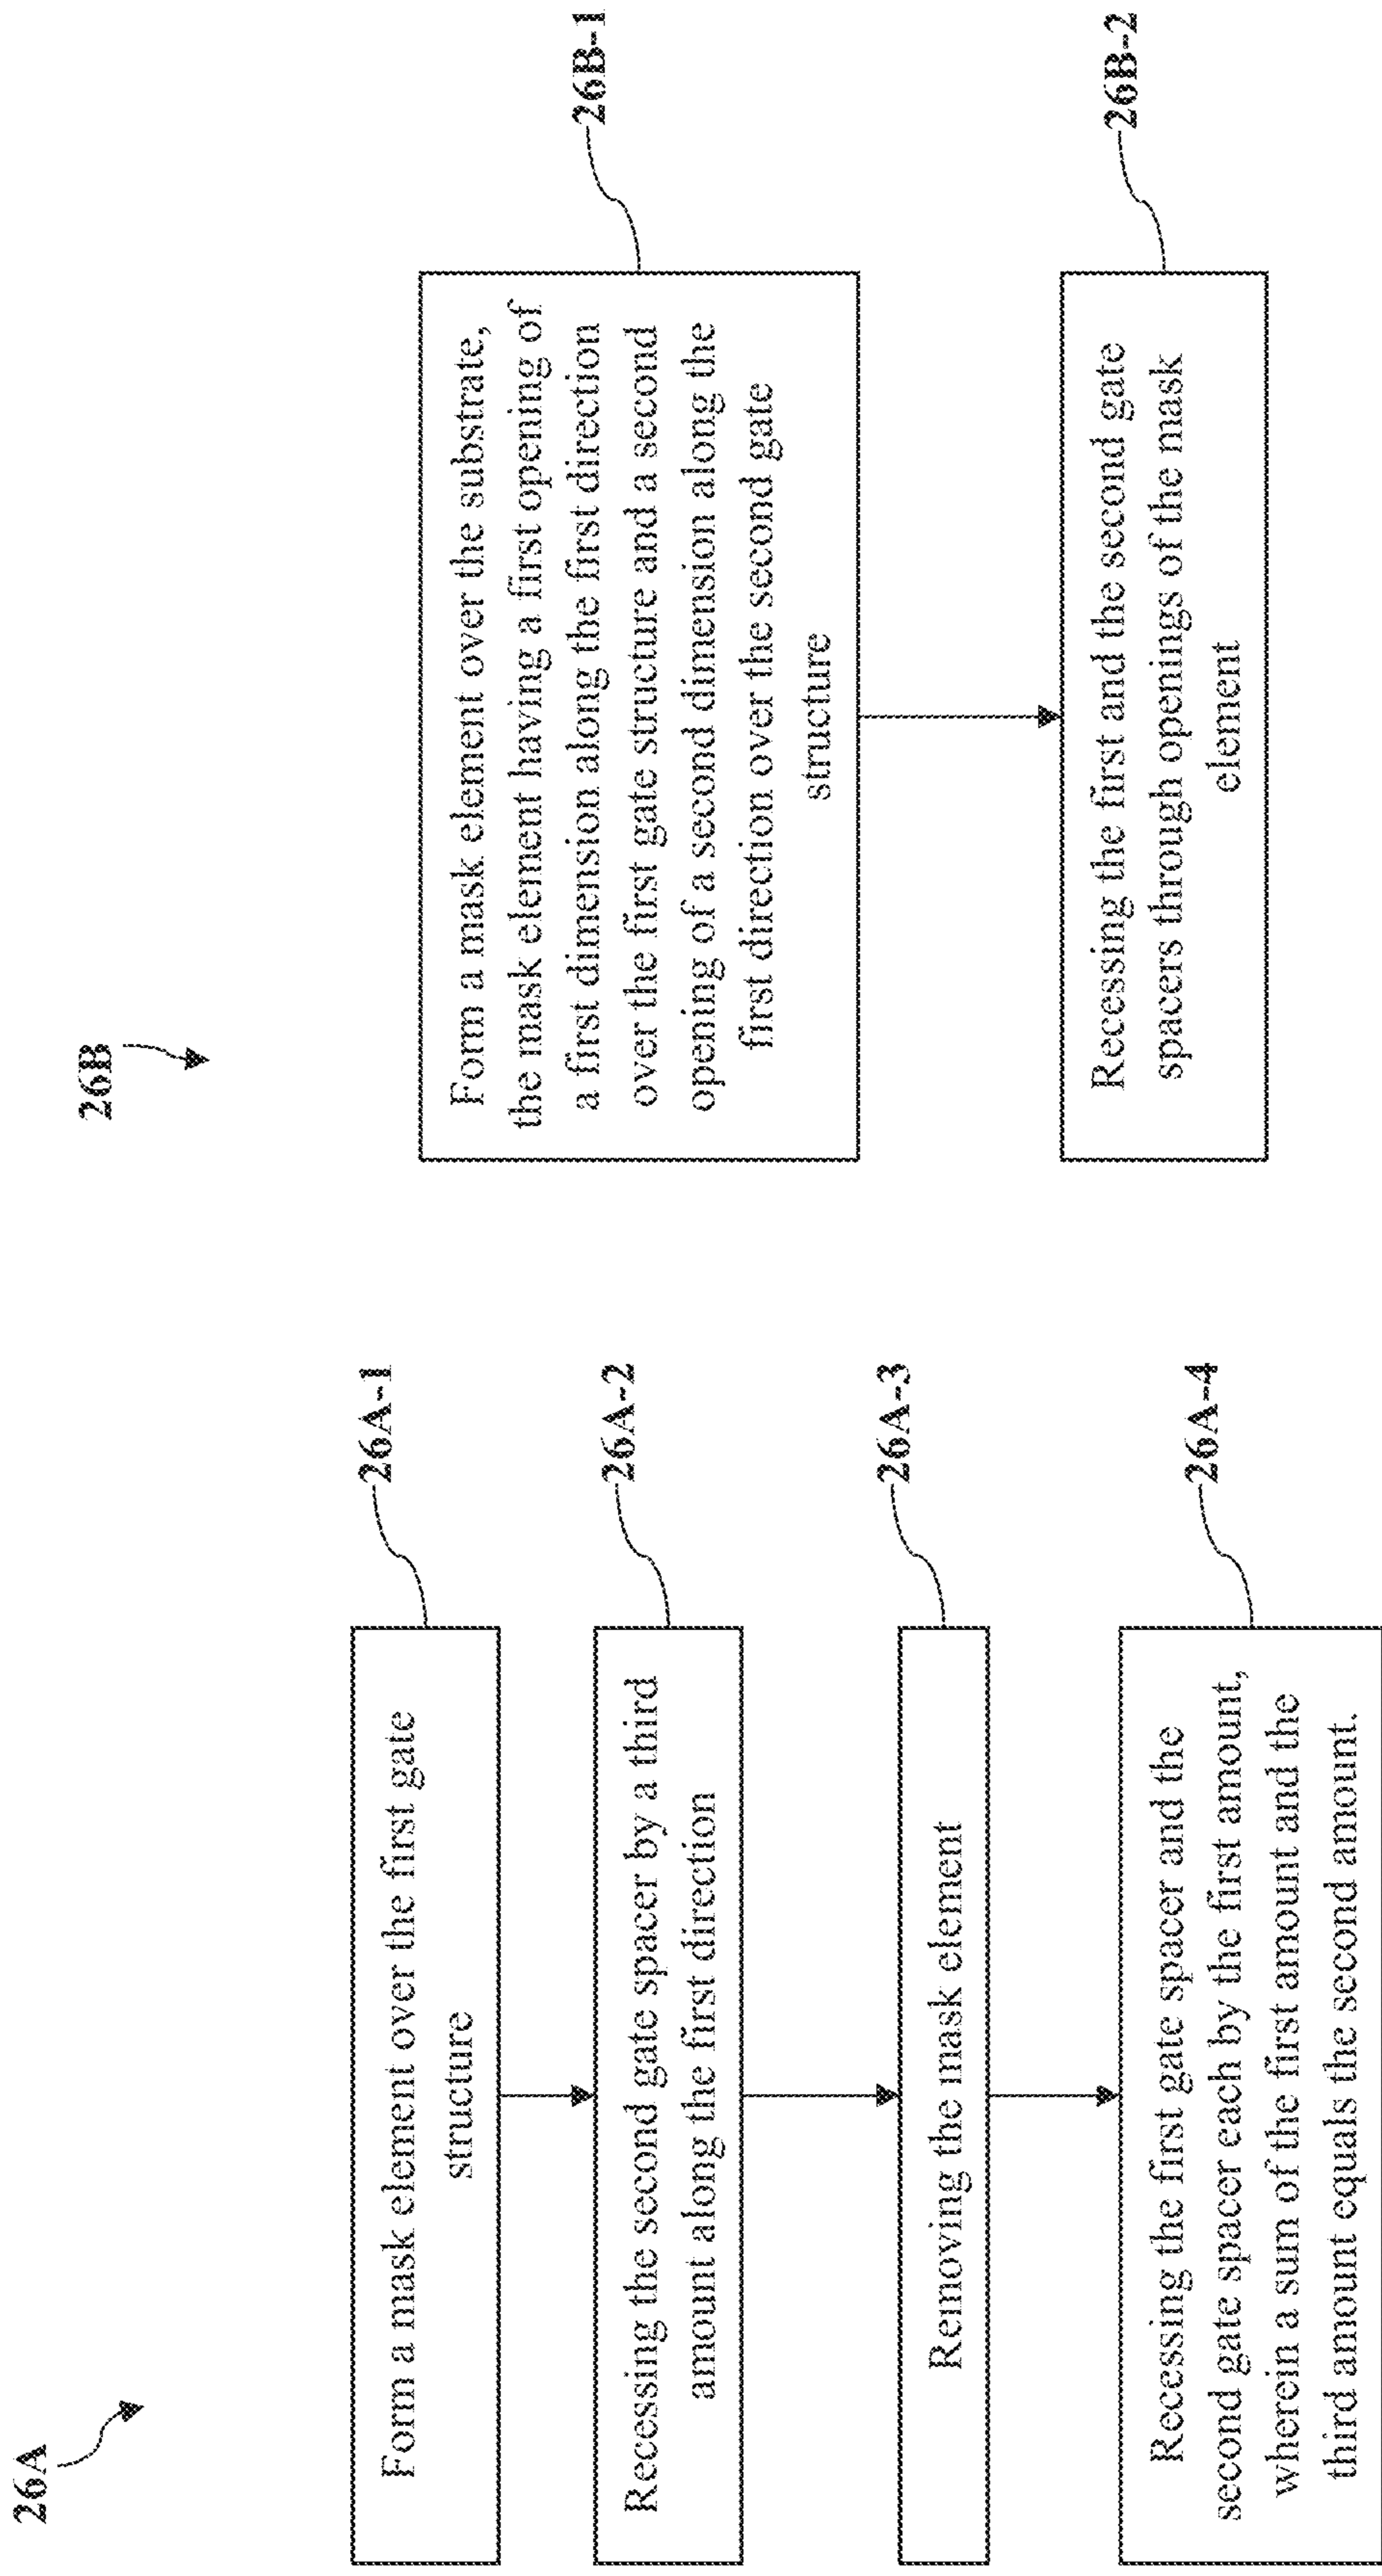 26A
Form a mask element over the first gate
structure
26A-1
Recessing the second gate spacer by a third
amount along the first direction
26A-2
Removing the mask element
26A-3
Recessing the first gate spacer and the
second gate spacer each by the first amount,
wherein a sum of the first amount and the
third amount equals the second amount.
26A-4
26B
Form a mask element over the substrate,
the mask element having a first opening of
a first dimension along the first direction
over the first gate structure and a second
opening of a second dimension along the
first direction over the second gate
structure
26B-1
Recessing the first and the second gate
spacers through openings of the mask
element
26B-2